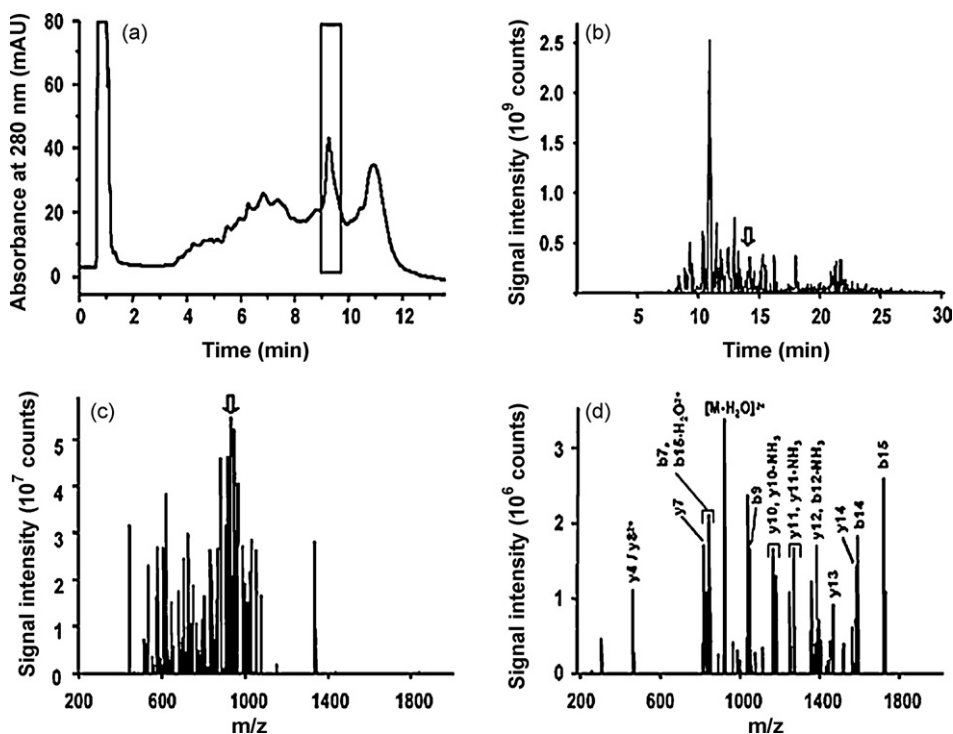 (a)
Absorbance at 280 nm (mAU)
80
60
40
20
0
0 2 4 6 8 10 12
Time (min)
(b)
Signal intensity (10⁹ counts)
2.5
2.0
1.5
1.0
0.5
5 10 15 20 25 30
Time (min)
(c)
Signal intensity (10⁷ counts)
5
4
3
2
1
0
200 600 1000 1400 1800
m/z
(d)
Signal intensity (10⁶ counts)
3
2
1
0
200 600 1000 1400 1800
m/z
y4 / y8²⁺
y7
b7,
b15-H₂O²⁺
[M-H₂O]²⁺
b9
y10, y10-NH₃
y11, y11-NH₃
y12, b12-NH₃
y13
y14
b14
b15